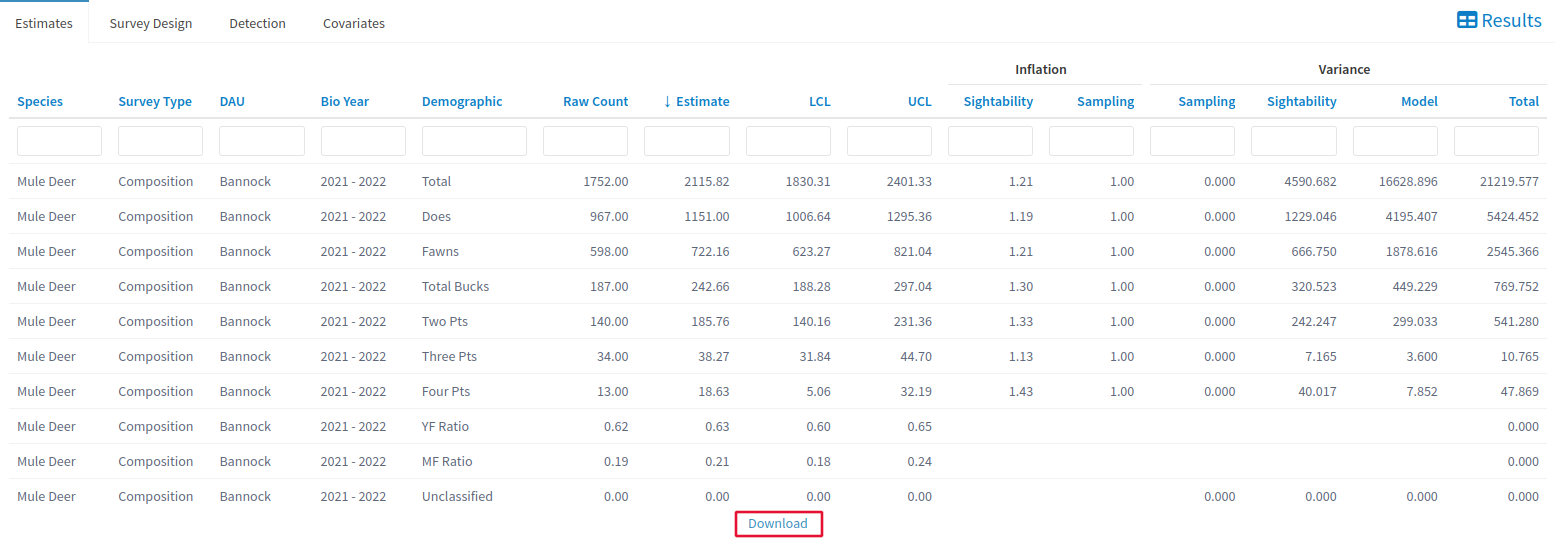 Estimates Survey Design Detection Covariates Results
Inflation Variance
Species Survey Type DAU Bio Year Demographic Raw Count ↓ Estimate LCL UCL Sightability Sampling Sampling Sightability Model Total
Mule Deer Composition Bannock 2021 - 2022 Total 1752.00 2115.82 1830.31 2401.33 1.21 1.00 0.000 4590.682 16628.896 21219.577
Mule Deer Composition Bannock 2021 - 2022 Does 967.00 1151.00 1006.64 1295.36 1.19 1.00 0.000 1229.046 4195.407 5424.452
Mule Deer Composition Bannock 2021 - 2022 Fawns 598.00 722.16 623.27 821.04 1.21 1.00 0.000 666.750 1878.616 2545.366
Mule Deer Composition Bannock 2021 - 2022 Total Bucks 187.00 242.66 188.28 297.04 1.30 1.00 0.000 320.523 449.229 769.752
Mule Deer Composition Bannock 2021 - 2022 Two Pts 140.00 185.76 140.16 231.36 1.33 1.00 0.000 242.247 299.033 541.280
Mule Deer Composition Bannock 2021 - 2022 Three Pts 34.00 38.27 31.84 44.70 1.13 1.00 0.000 7.165 3.600 10.765
Mule Deer Composition Bannock 2021 - 2022 Four Pts 13.00 18.63 5.06 32.19 1.43 1.00 0.000 40.017 7.852 47.869
Mule Deer Composition Bannock 2021 - 2022 YF Ratio 0.62 0.63 0.60 0.65 0.000
Mule Deer Composition Bannock 2021 - 2022 MF Ratio 0.19 0.21 0.18 0.24 0.000
Mule Deer Composition Bannock 2021 - 2022 Unclassified 0.00 0.00 0.00 0.00 0.000 0.000 0.000 0.000
Download